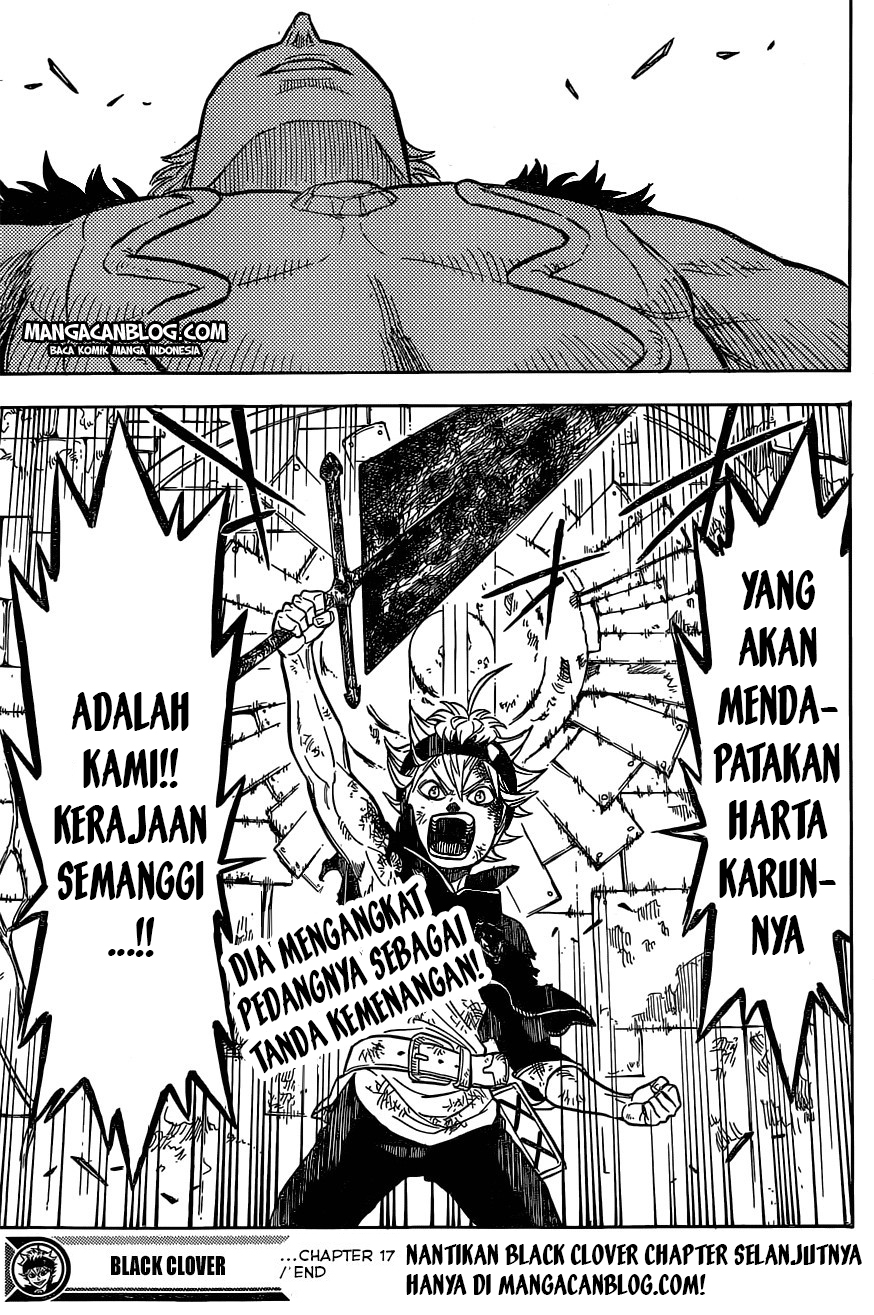 MANGACANBLOG.COM
BACA KOMIK MANGA INDONESIA
YANG
AKAN
MENDA-
PATAKAN
HARTA
KARUN-
NYA
ADALAH
KAMI!!
KERAJAAN
SEMANGGI
...!!
DIA MENGANGKAT
PEDANGNYA SEBAGAI
TANDA KEMENANGAN!
BLACK CLOVER
...CHAPTER 17
/ END
NANTIKAN BLACK CLOVER CHAPTER SELANJUTNYA
HANYA DI MANGACANBLOG.COM!